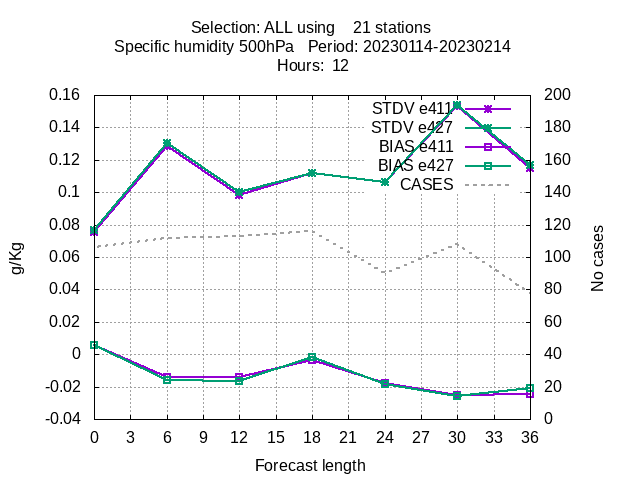 Selection: ALL using    21 stations
Specific humidity 500hPa   Period: 20230114-20230214
Hours:  12
STDV e411
STDV e427
BIAS e411
BIAS e427
CASES
0.16
0.14
0.12
0.1
0.08
0.06
0.04
0.02
0
-0.02
-0.04
g/Kg
200
180
160
140
120
100
80
60
40
20
0
No cases
0 3 6 9 12 15 18 21 24 27 30 33 36
Forecast length